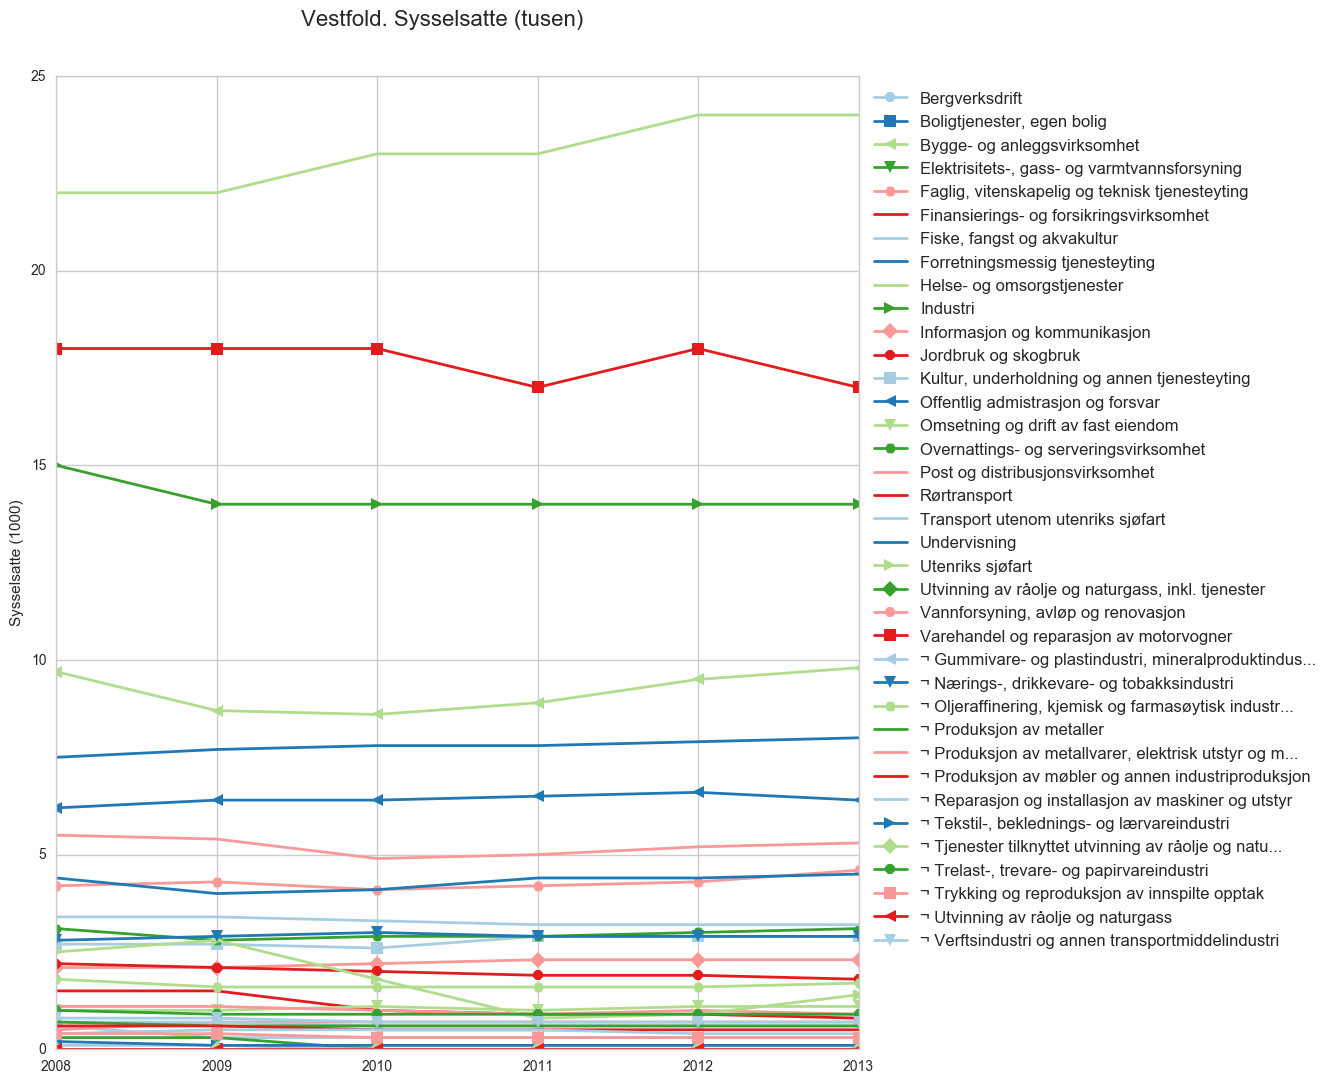 Vestfold. Sysselsatte (tusen)
25
20
15
10
5
0
Sysselsatte (1000)
2008 2009 2010 2011 2012 2013
Bergverksdrift
Boligtjenester, egen bolig
Bygge- og anleggsvirksomhet
Elektrisitets-, gass- og varmtvannsforsyning
Faglig, vitenskapelig og teknisk tjenesteyting
Finansierings- og forsikringsvirksomhet
Fiske, fangst og akvakultur
Forretningsmessig tjenesteyting
Helse- og omsorgstjenester
Industri
Informasjon og kommunikasjon
Jordbruk og skogbruk
Kultur, underholdning og annen tjenesteyting
Offentlig admistrasjon og forsvar
Omsetning og drift av fast eiendom
Overnattings- og serveringsvirksomhet
Post og distribusjonsvirksomhet
Rørtransport
Transport utenom utenriks sjøfart
Undervisning
Utenriks sjøfart
Utvinning av råolje og naturgass, inkl. tjenester
Vannforsyning, avløp og renovasjon
Varehandel og reparasjon av motorvogner
¬ Gummivare- og plastindustri, mineralproduktindus...
¬ Nærings-, drikkevare- og tobakksindustri
¬ Oljeraffinering, kjemisk og farmasøytisk industr...
¬ Produksjon av metaller
¬ Produksjon av metallvarer, elektrisk utstyr og m...
¬ Produksjon av møbler og annen industriproduksjon
¬ Reparasjon og installasjon av maskiner og utstyr
¬ Tekstil-, beklednings- og lærvareindustri
¬ Tjenester tilknyttet utvinning av råolje og natu...
¬ Trelast-, trevare- og papirvareindustri
¬ Trykking og reproduksjon av innspilte opptak
¬ Utvinning av råolje og naturgass
¬ Verftsindustri og annen transportmiddelindustri